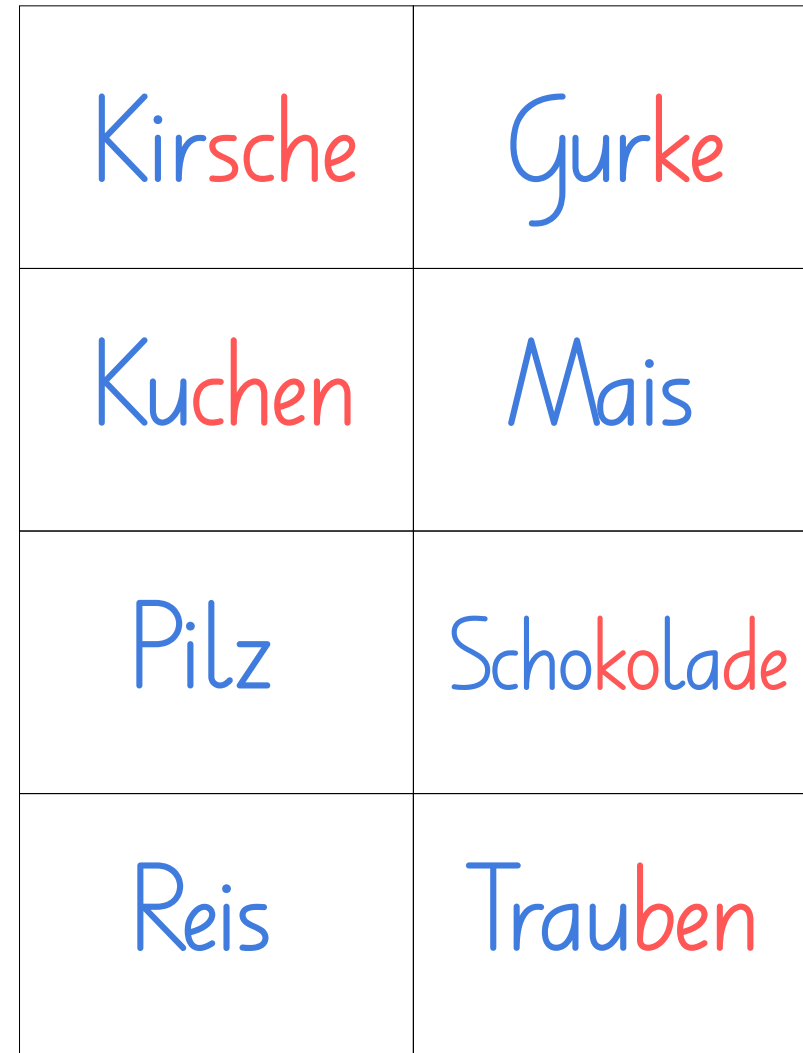 Kirsche
Gurke
Kuchen
Mais
Pilz
Schokolade
Reis
Trauben